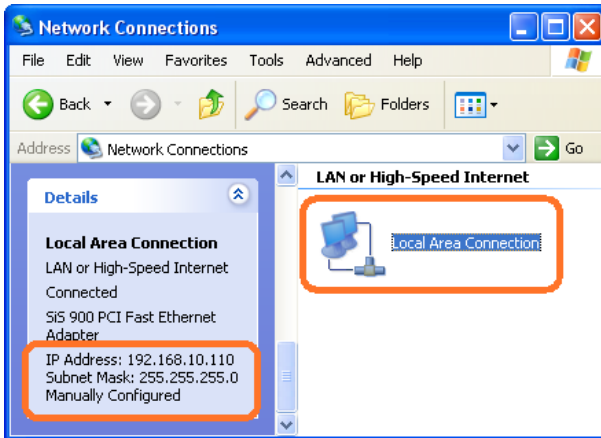 Network Connections
File Edit View Favorites Tools Advanced Help
Back Search Folders
Address Network Connections Go
Details
Local Area Connection
LAN or High-Speed Internet
Connected
SiS 900 PCI Fast Ethernet
Adapter
IP Address: 192.168.10.110
Subnet Mask: 255.255.255.0
Manually Configured
LAN or High-Speed Internet
Local Area Connection